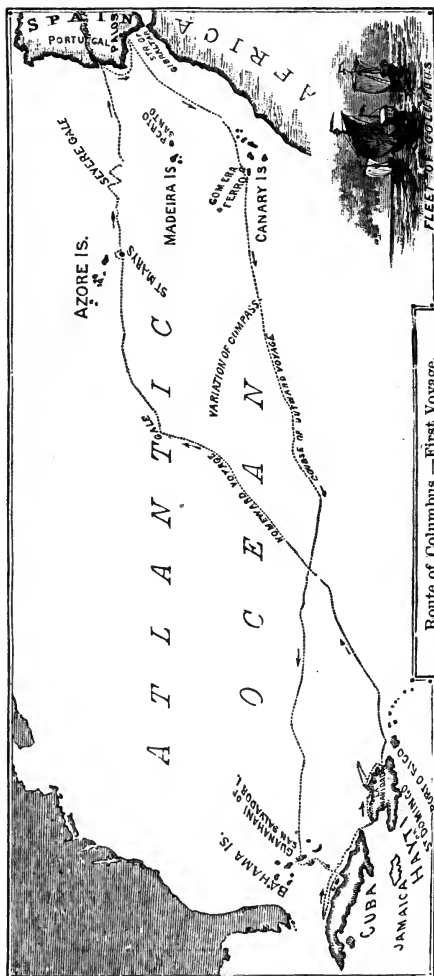 SPAIN
PORTUGAL
PALOS
STR. OF
GIBRALTAR
AFRICA
SEVERE GALE
PORTO
SANTO
MADEIRA IS.
AZORE IS.
ST MARYS
GOMERA
FERRO
CANARY IS.
FLEET OF COLUMBUS
VARIATION OF COMPASS
COURSE OF OUTWARD VOYAGE
GALE
HOMEWARD VOYAGE
ATLANTIC
OCEAN
GUANAHANI OR
SAN SALVADOR I.
BAHAMA IS.
CUBA
JAMAICA
HAYTI
ST DOMINGO
PORTO RICO
Route of Columbus.—First Voyage.